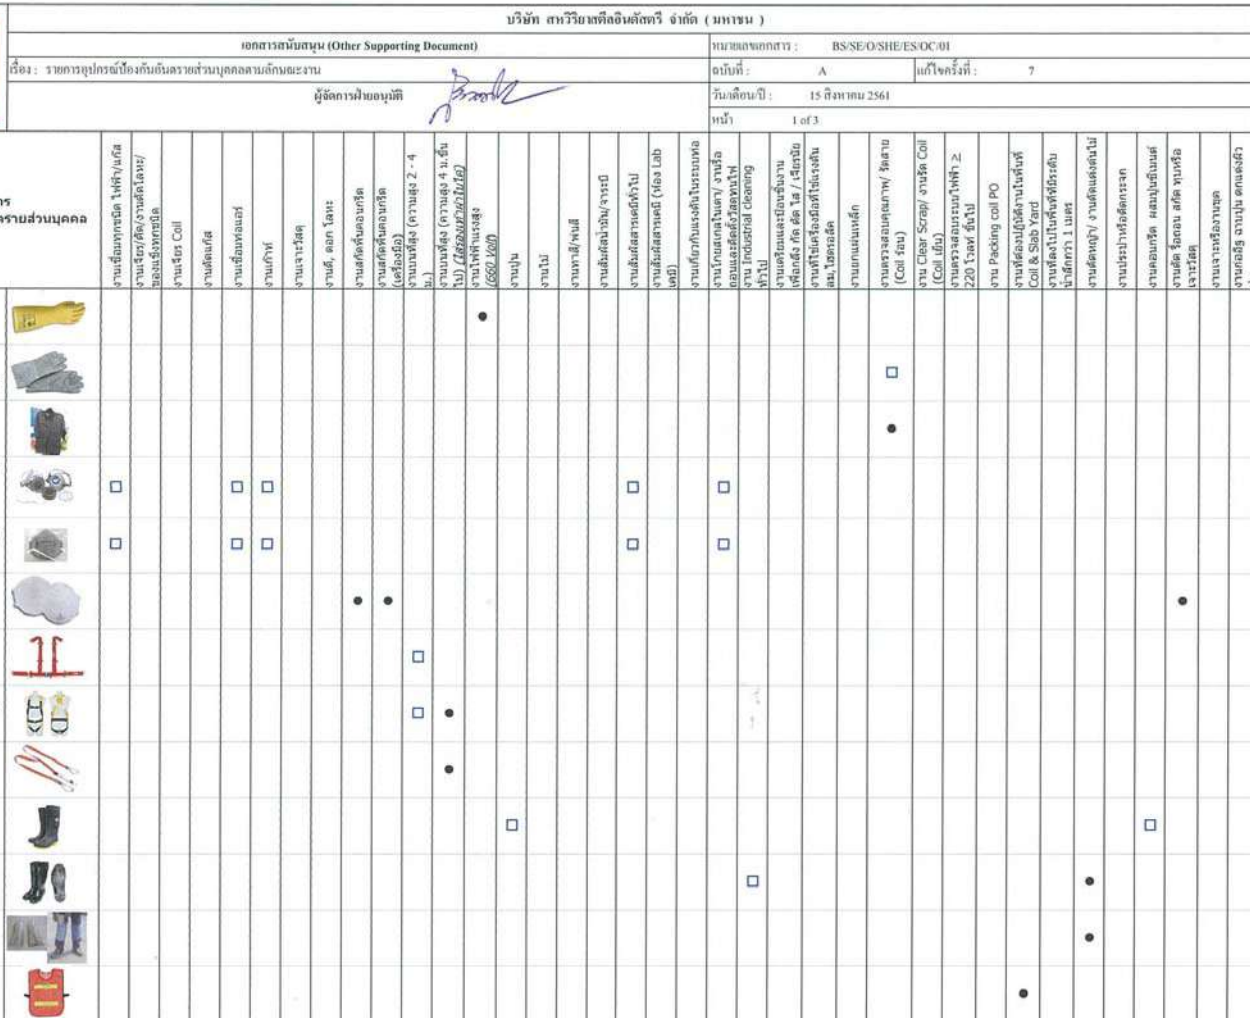 บริษัท สหวิริยาสตีลอินดัสตรี จำกัด ( มหาชน )
เอกสารสนับสนุน (Other Supporting Document)
หมายเลขเอกสาร : BS/SE/O/SHE/ES/OC/01
เรื่อง : รายการอุปกรณ์ป้องกันอันตรายส่วนบุคคลตามลักษณะงาน
ฉบับที่ : A
แก้ไขครั้งที่ : 7
ผู้จัดการฝ่ายอนุมัติ
วัน/เดือน/ปี : 15 สิงหาคม 2561
หน้า 1 of 3
ร
ตรายส่วนบุคคล
งานเชื่อมทุกชนิด ไฟฟ้า/แก๊ส
งานเจียร/ตัด/งานตัดโลหะ/
ของแข็งทุกชนิด
งานเจียร Coil
งานตัดแก๊ส
งานเชื่อมทอแอร์
งานเก๊าท์
งานเจาะวัสดุ
งานตี, ตอก โลหะ
งานสกัดพื้นคอนกรีต
งานสกัดพื้นคอนกรีต
(เครื่องมือ)
งานบนที่สูง (ความสูง 2 - 4
ม.)
งานบนที่สูง (ความสูง 4 ม.ขึ้น
ไป)
งานไฟฟ้าแรงสูง
(660 Volt)
งานปูน
งานไม้
งานทาสี/พ่นสี
งานสัมผัสน้ำมัน/จาระบี
งานสัมผัสสารเคมีทั่วไป
งานสัมผัสสารเคมี (ห้อง Lab
เคมี)
งานเกี่ยวกับแรงดันในระบบท่อ
งานโกยสเกลในเตา/ งานรื้อ
ถอนและติดตั้งวัสดุทนไฟ
งาน Industrial cleaning
ทั่วไป
งานเตรียมและป้อนชิ้นงาน
เพื่อกลึง กัด ตัด ใส / เจียรนัย
งานที่ใช้เครื่องมือที่ใช้แรงดัน
ลม,ไฮดรอลิค
งานยกแผ่นเหล็ก
งานตรวจสอบคุณภาพ/ รัดสาย
(Coil ร้อน)
งาน Clear Scrap/ งานรัด Coil
(Coil เย็น)
งานตรวจสอบระบบไฟฟ้า ≥
220 โวลท์ ขึ้นไป
งาน Packing coil PO
งานที่ต้องปฏิบัติงานในพื้นที่
Coil & Slab Yard
งานที่ลงไปในพื้นที่ที่มีระดับ
น้ำลึกกว่า 1 เมตร
งานตัดหญ้า/ งานตัดแต่งต้นไม้
งานประปาหรือตัดกระจก
งานคอนกรีต ผสมปูนซีเมนต์
งานตัด รื้อถอน สกัด ทุบหรือ
เจาะวัสดุ
งานเจาะหรืองานขุด
งานก่ออิฐ ฉาบปูน ตกแต่งผิว